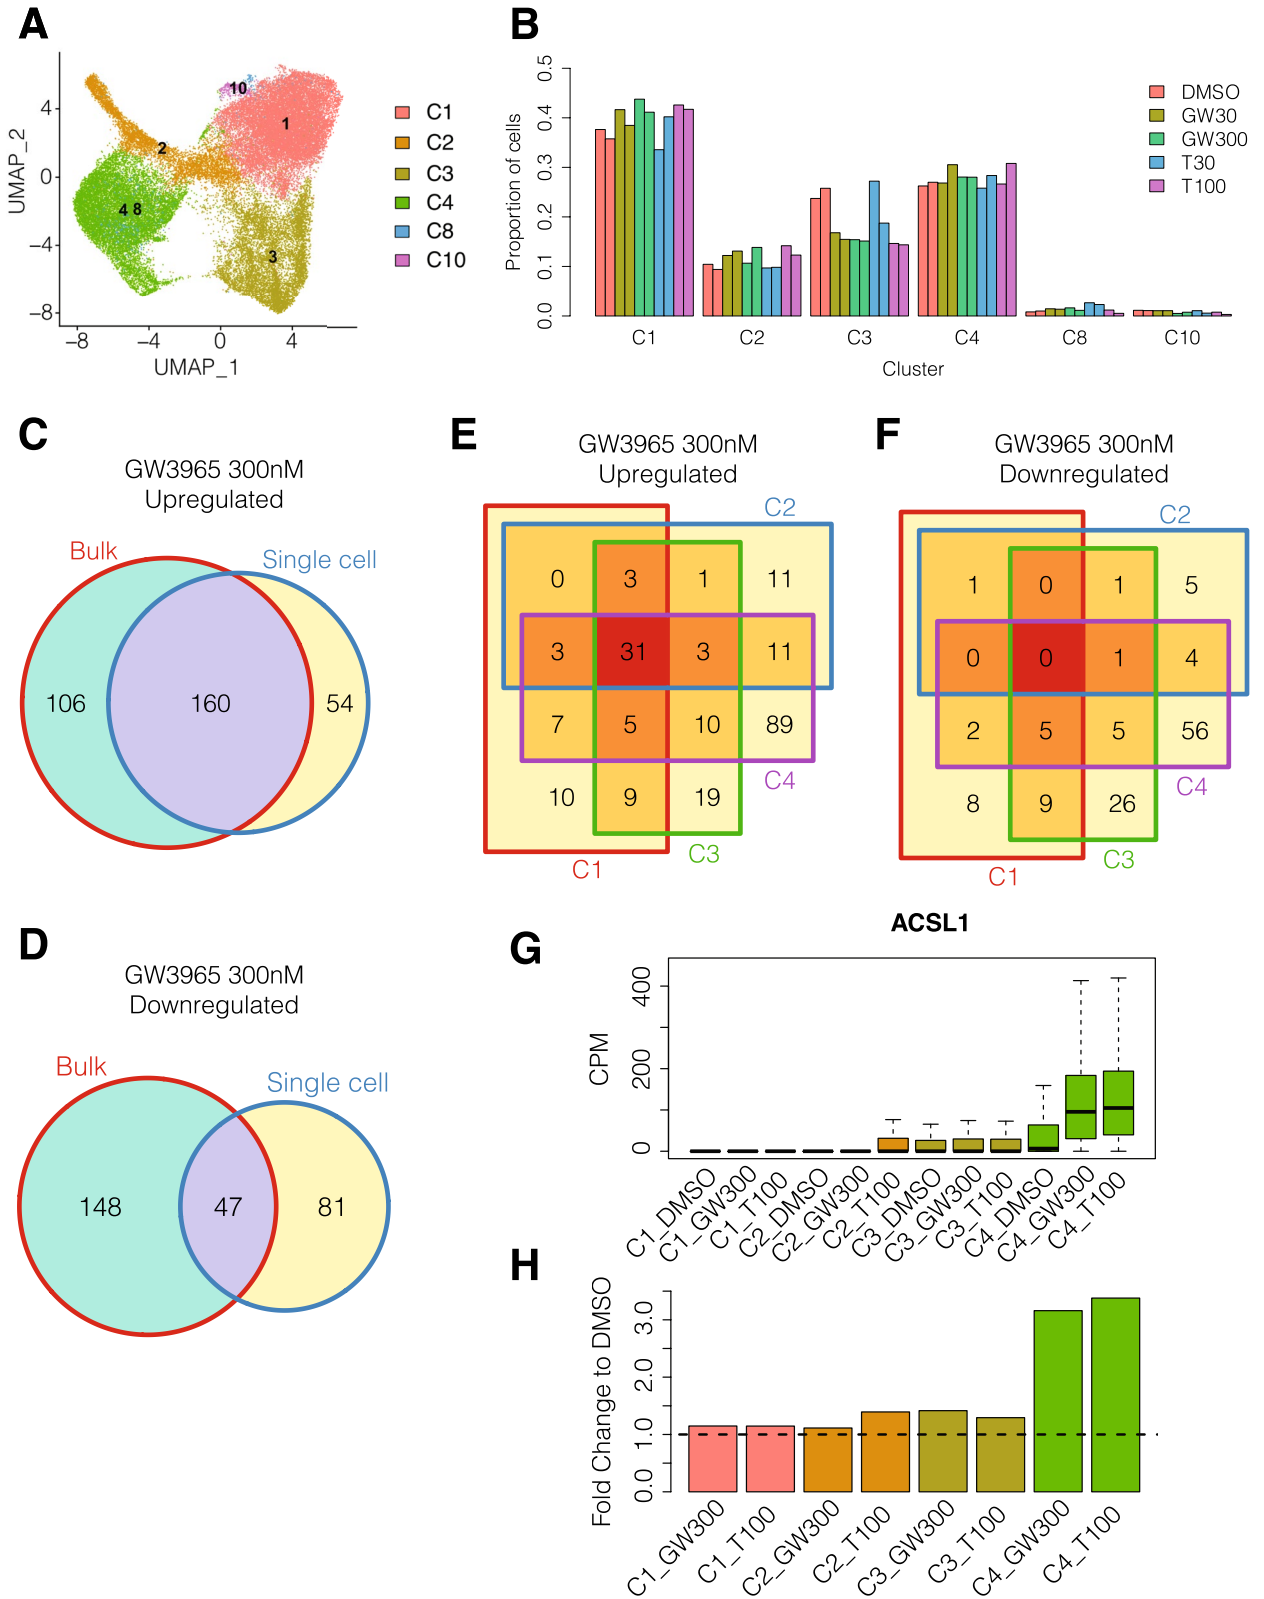 A
UMAP_2
4
0
−4
−8
−8 −4 0 4
UMAP_1
1
2
3
4 8
10
C1
C2
C3
C4
C8
C10
B
Proportion of cells
0.5
0.4
0.3
0.2
0.1
0.0
C1 C2 C3 C4 C8 C10
Cluster
DMSO
GW30
GW300
T30
T100
C
GW3965 300nM
Upregulated
Bulk
Single cell
106 160 54
E
GW3965 300nM
Upregulated
C2
0 3 1 11
3 31 3 11
7 5 10 89
C4
10 9 19
C3
C1
F
GW3965 300nM
Downregulated
C2
1 0 1 5
0 0 1 4
2 5 5 56
C4
8 9 26
C3
C1
D
GW3965 300nM
Downregulated
Bulk
Single cell
148 47 81
G
ACSL1
CPM
400
200
0
C1_DMSO
C1_GW300
C1_T100
C2_DMSO
C2_GW300
C2_T100
C3_DMSO
C3_GW300
C3_T100
C4_DMSO
C4_GW300
C4_T100
H
Fold Change to DMSO
3.0
2.0
1.0
0.0
C1_GW300
C1_T100
C2_GW300
C2_T100
C3_GW300
C3_T100
C4_GW300
C4_T100